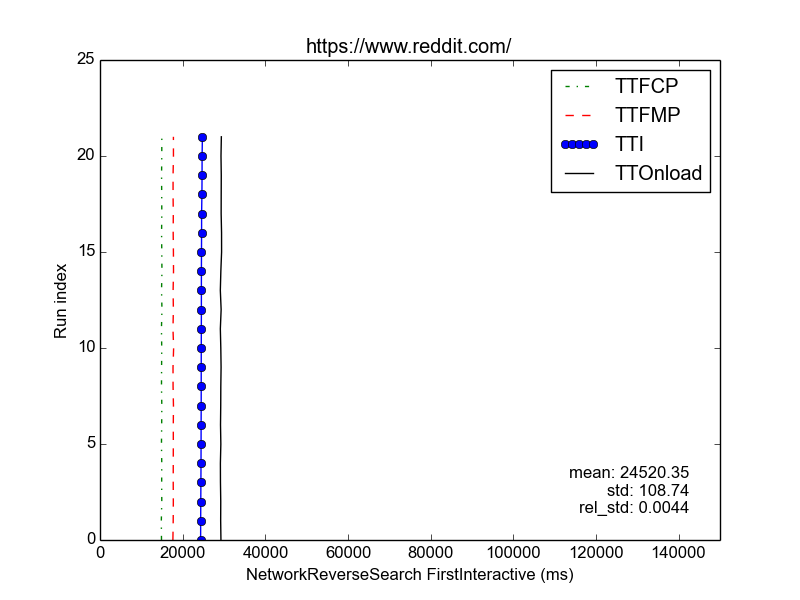 https://www.reddit.com/
25
20
15
10
5
0
Run index
TTFCP
TTFMP
TTI
TTOnload
mean: 24520.35
std: 108.74
rel_std: 0.0044
0 20000 40000 60000 80000 100000 120000 140000
NetworkReverseSearch FirstInteractive (ms)